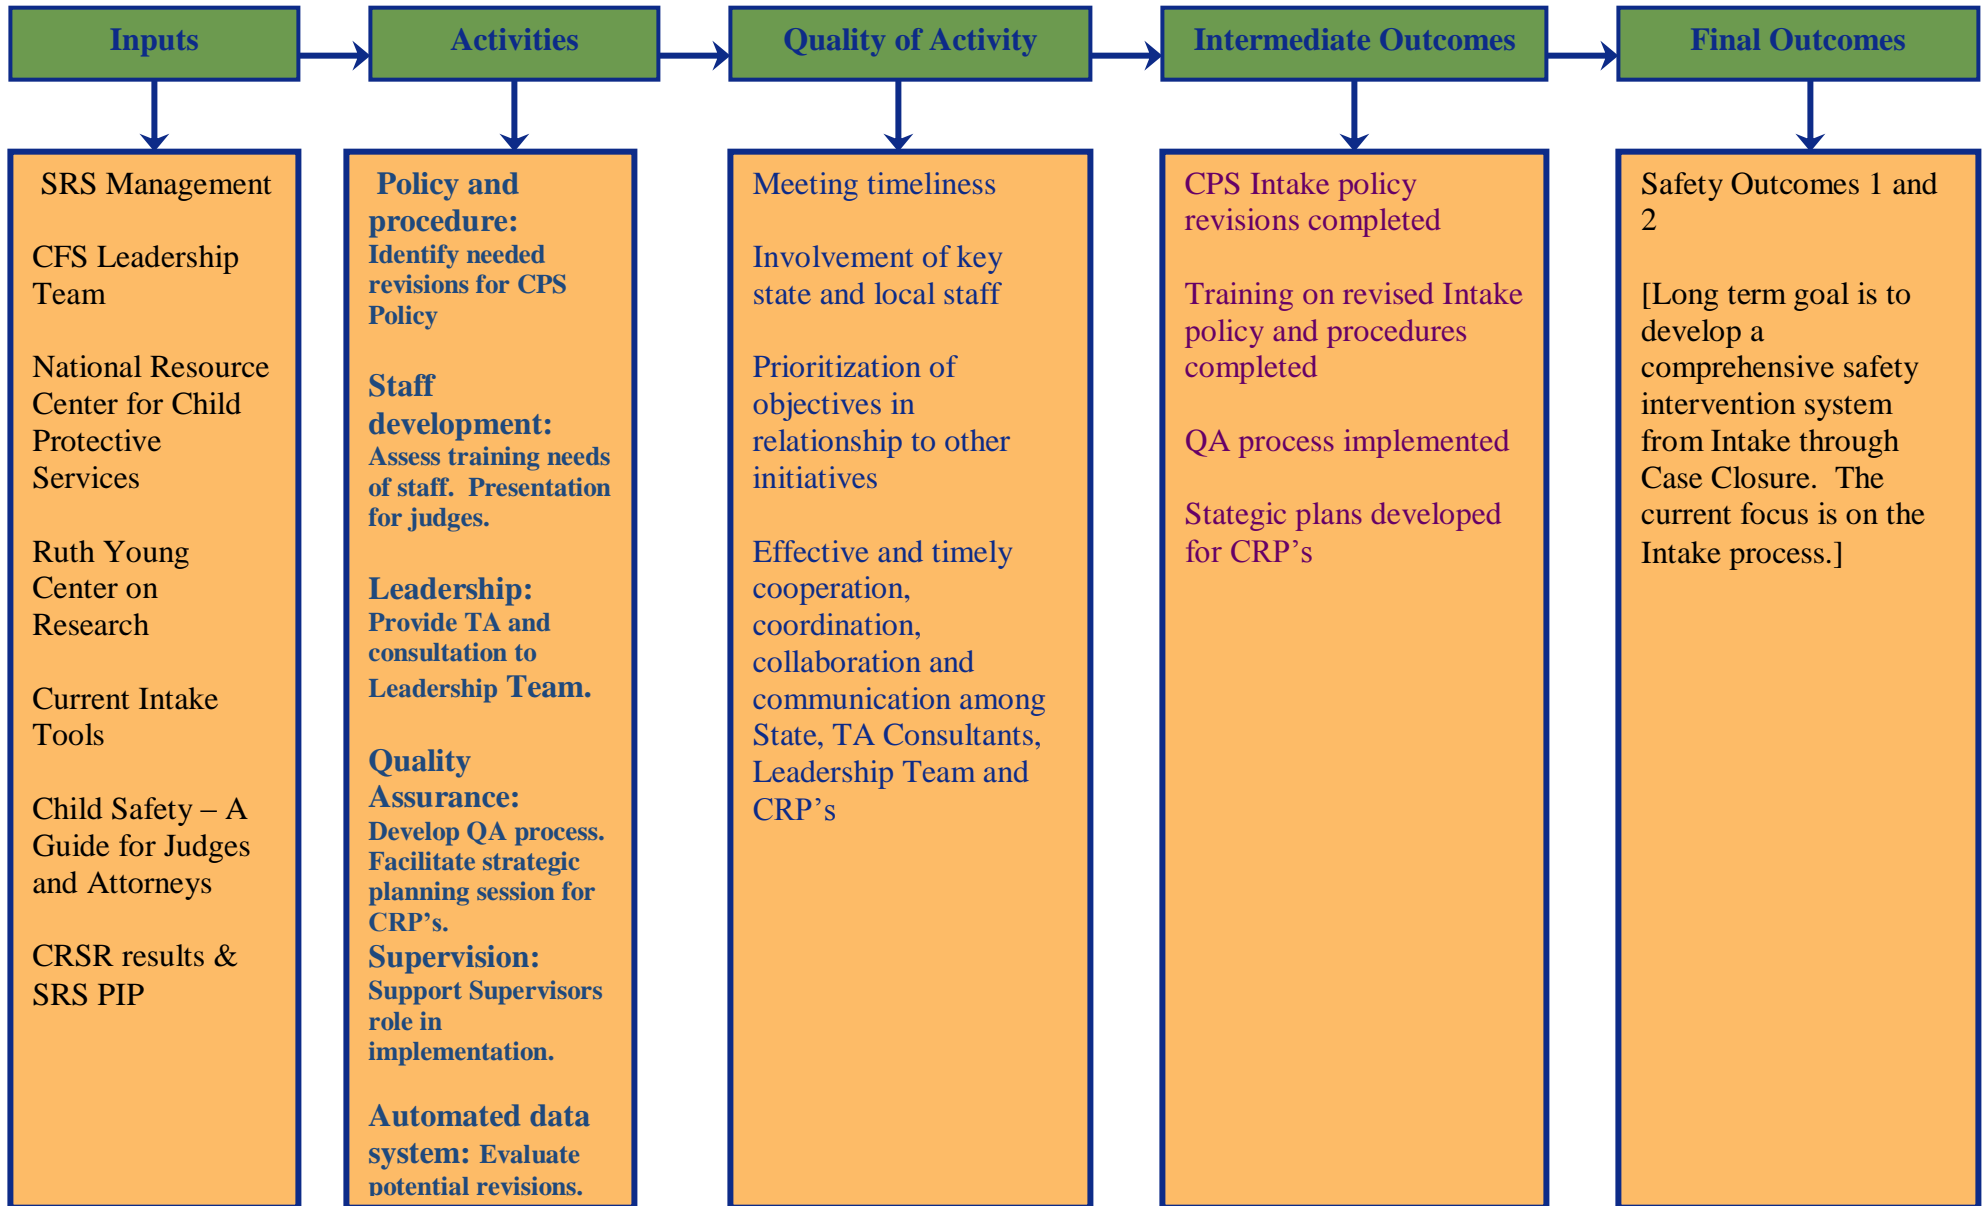 Inputs
Activities
Quality of Activity
Intermediate Outcomes
Final Outcomes
SRS Management
CFS Leadership
Team
National Resource
Center for Child
Protective
Services
Ruth Young
Center on
Research
Current Intake
Tools
Child Safety – A
Guide for Judges
and Attorneys
CRSR results &
SRS PIP
Policy and
procedure:
Identify needed
revisions for CPS
Policy
Staff
development:
Assess training needs
of staff.  Presentation
for judges.
Leadership:
Provide TA and
consultation to
Leadership Team.
Quality
Assurance:
Develop QA process.
Facilitate strategic
planning session for
CRP’s.
Supervision:
Support Supervisors
role in
implementation.
Automated data
system: Evaluate
potential revisions.
Meeting timeliness
Involvement of key
state and local staff
Prioritization of
objectives in
relationship to other
initiatives
Effective and timely
cooperation,
coordination,
collaboration and
communication among
State, TA Consultants,
Leadership Team and
CRP’s
CPS Intake policy
revisions completed
Training on revised Intake
policy and procedures
completed
QA process implemented
Stategic plans developed
for CRP’s
Safety Outcomes 1 and
2
[Long term goal is to
develop a
comprehensive safety
intervention system
from Intake through
Case Closure.  The
current focus is on the
Intake process.]